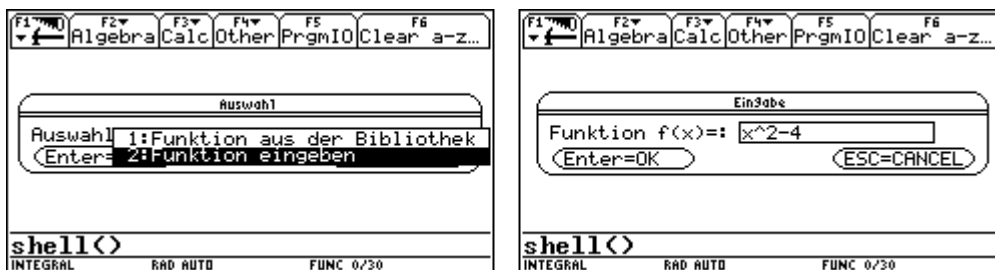 F1 F2 F3 F4 F5 F6
Algebra Calc Other PrgmIO Clear a-z…
Auswahl
Auswahl 1:Funktion aus der Bibliothek
Enter= 2:Funktion eingeben
shell()
INTEGRAL RAD AUTO FUNC 0/30
F1 F2 F3 F4 F5 F6
Algebra Calc Other PrgmIO Clear a-z…
Eingabe
Funktion f(x)=: x^2-4
Enter=OK ESC=CANCEL
shell()
INTEGRAL RAD AUTO FUNC 0/30